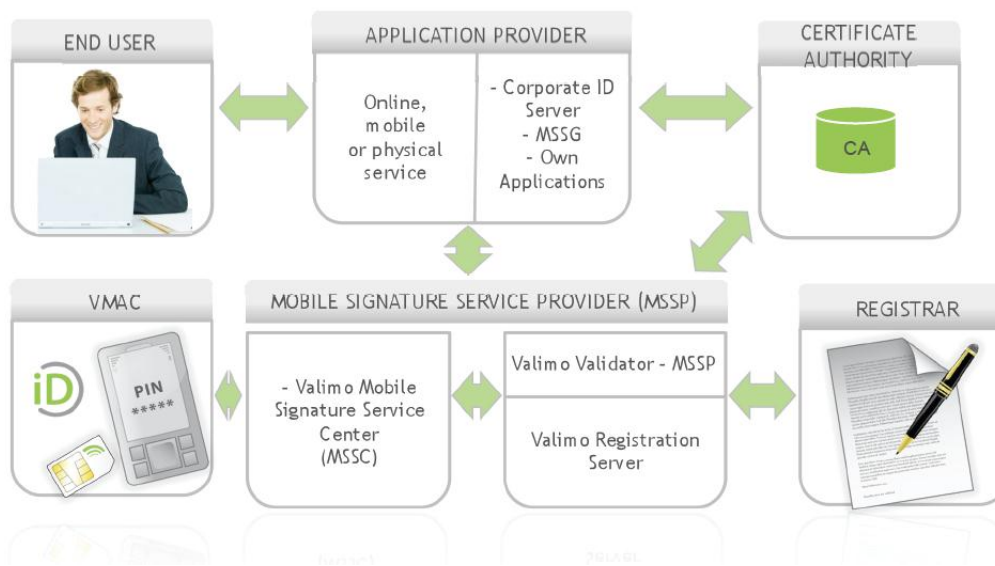 END USER
APPLICATION PROVIDER
CERTIFICATE
AUTHORITY
Online,
mobile
or physical
service
- Corporate ID
Server
- MSSG
- Own
Applications
CA
VMAC
MOBILE SIGNATURE SERVICE PROVIDER (MSSP)
REGISTRAR
iD
PIN
*****
- Valimo Mobile
Signature Service
Center
(MSSC)
Valimo Validator - MSSP
Valimo Registration
Server